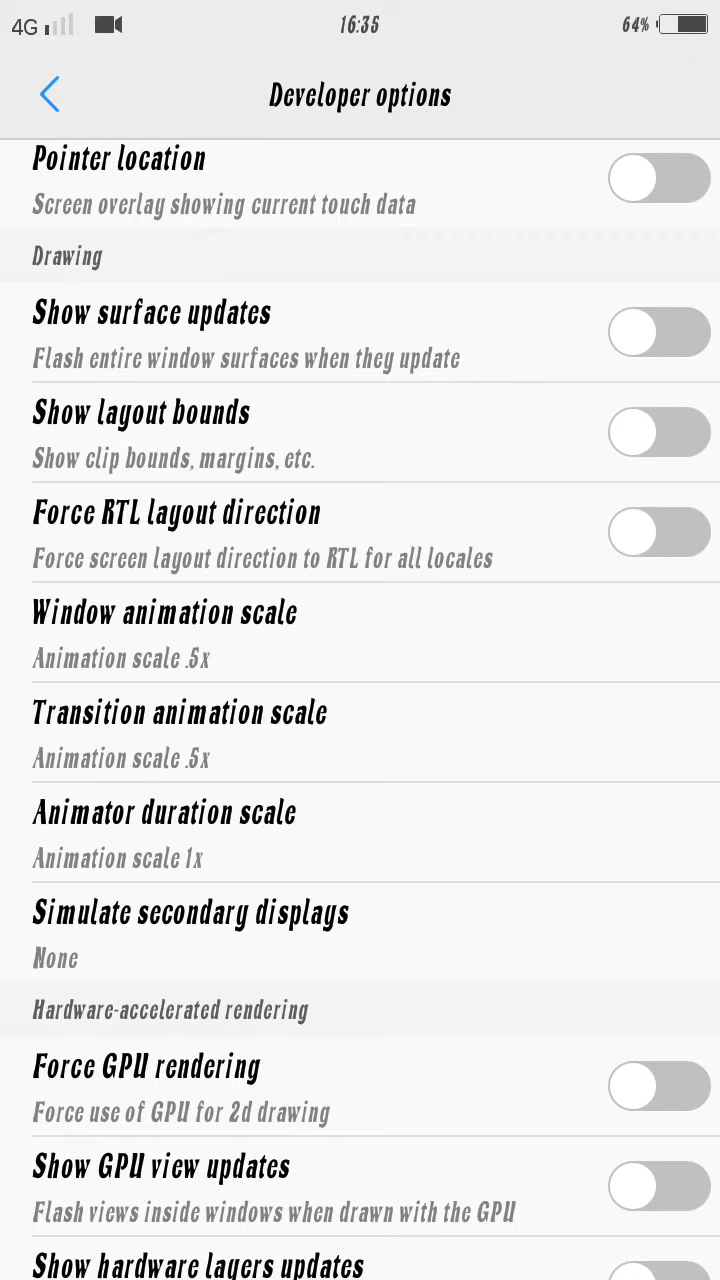 4G 16:35 64%
Developer options
Pointer location
Screen overlay showing current touch data
Drawing
Show surface updates
Flash entire window surfaces when they update
Show layout bounds
Show clip bounds, margins, etc.
Force RTL layout direction
Force screen layout direction to RTL for all locales
Window animation scale
Animation scale .5x
Transition animation scale
Animation scale .5x
Animator duration scale
Animation scale 1x
Simulate secondary displays
None
Hardware-accelerated rendering
Force GPU rendering
Force use of GPU for 2d drawing
Show GPU view updates
Flash views inside windows when drawn with the GPU
Show hardware layers updates